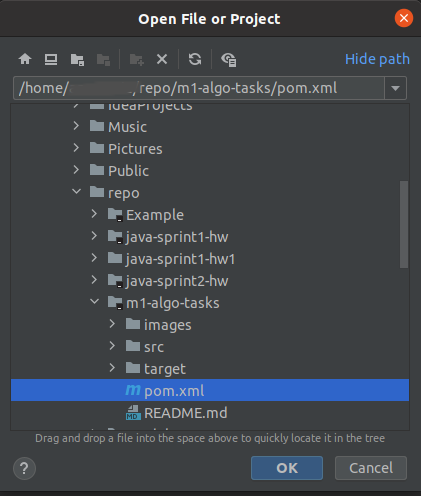 Open File or Project
Hide path
/home/ /repo/m1-algo-tasks/pom.xml
IdeaProjects
Music
Pictures
Public
repo
Example
java-sprint1-hw
java-sprint1-hw1
java-sprint2-hw
m1-algo-tasks
images
src
target
m pom.xml
MD README.md
Drag and drop a file into the space above to quickly locate it in the tree
? OK Cancel